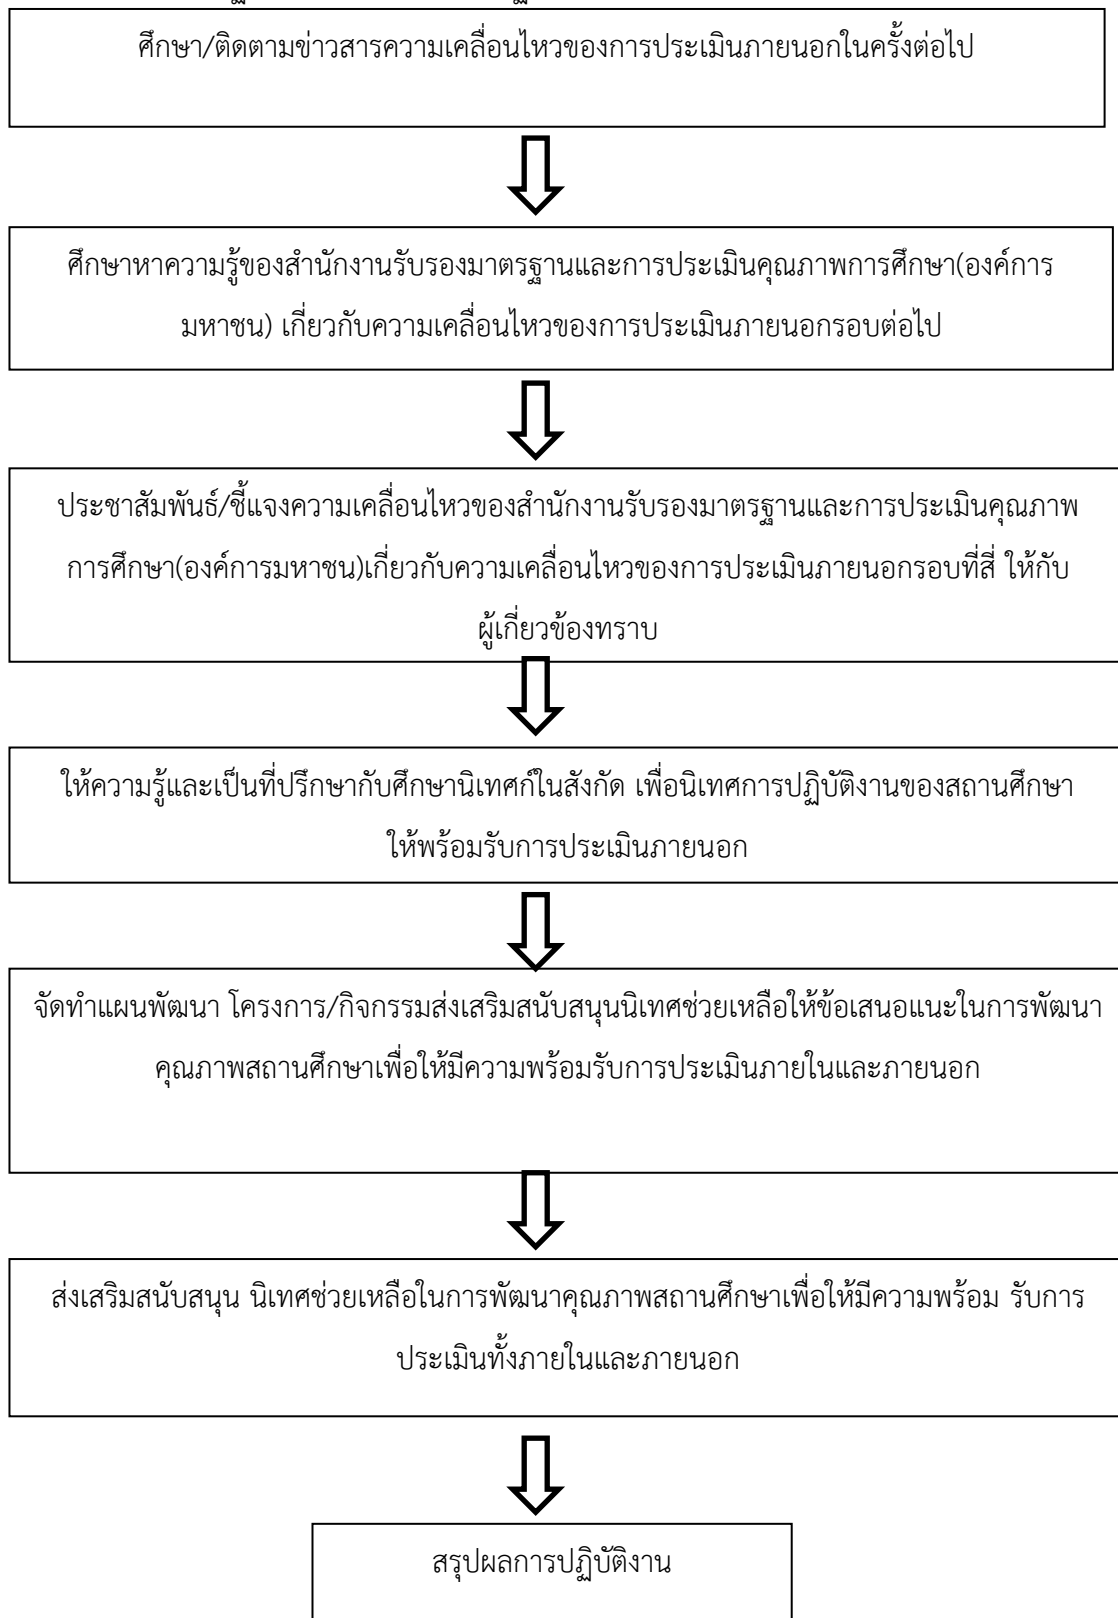 ศึกษา/ติดตามข่าวสารความเคลื่อนไหวของการประเมินภายนอกในครั้งต่อไป
ศึกษาหาความรู้ของสำนักงานรับรองมาตรฐานและการประเมินคุณภาพการศึกษา(องค์การ
มหาชน) เกี่ยวกับความเคลื่อนไหวของการประเมินภายนอกรอบต่อไป
ประชาสัมพันธ์/ชี้แจงความเคลื่อนไหวของสำนักงานรับรองมาตรฐานและการประเมินคุณภาพ
การศึกษา(องค์การมหาชน)เกี่ยวกับความเคลื่อนไหวของการประเมินภายนอกรอบที่สี่ ให้กับ
ผู้เกี่ยวข้องทราบ
ให้ความรู้และเป็นที่ปรึกษากับศึกษานิเทศก์ในสังกัด เพื่อนิเทศการปฏิบัติงานของสถานศึกษา
ให้พร้อมรับการประเมินภายนอก
จัดทำแผนพัฒนา โครงการ/กิจกรรมส่งเสริมสนับสนุนนิเทศช่วยเหลือให้ข้อเสนอแนะในการพัฒนา
คุณภาพสถานศึกษาเพื่อให้มีความพร้อมรับการประเมินภายในและภายนอก
ส่งเสริมสนับสนุน นิเทศช่วยเหลือในการพัฒนาคุณภาพสถานศึกษาเพื่อให้มีความพร้อม รับการ
ประเมินทั้งภายในและภายนอก
สรุปผลการปฏิบัติงาน